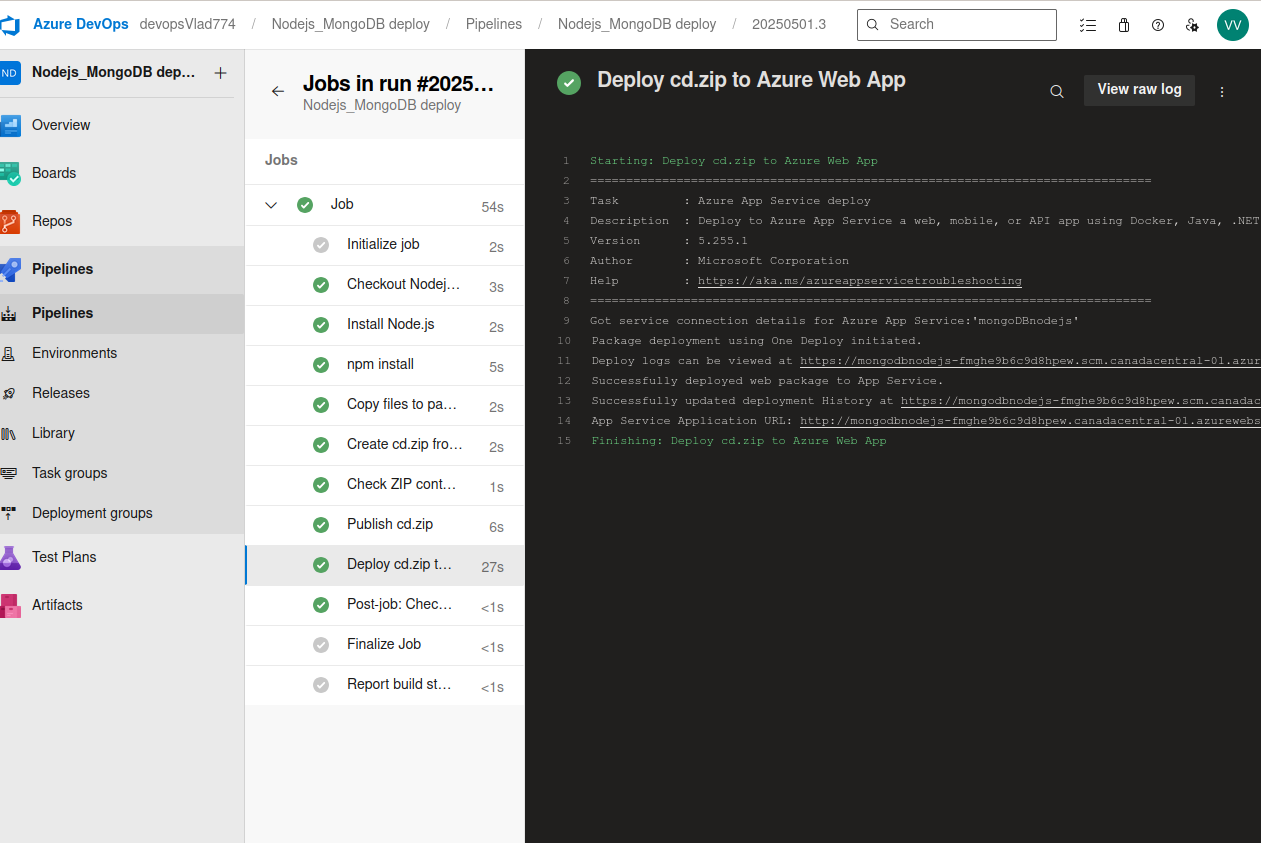 Azure DevOps devopsVlad774 / Nodejs_MongoDB deploy / Pipelines / Nodejs_MongoDB deploy / 20250501.3 Search VV
ND Nodejs_MongoDB dep... +
Overview
Boards
Repos
Pipelines
Pipelines
Environments
Releases
Library
Task groups
Deployment groups
Test Plans
Artifacts
Jobs in run #2025...
Nodejs_MongoDB deploy
Jobs
Job 54s
Initialize job 2s
Checkout Nodej... 3s
Install Node.js 2s
npm install 5s
Copy files to pa... 2s
Create cd.zip fro... 2s
Check ZIP cont... 1s
Publish cd.zip 6s
Deploy cd.zip t... 27s
Post-job: Chec... <1s
Finalize Job <1s
Report build st... <1s
Deploy cd.zip to Azure Web App
View raw log
1 Starting: Deploy cd.zip to Azure Web App
2 ==============================================================================
3 Task : Azure App Service deploy
4 Description : Deploy to Azure App Service a web, mobile, or API app using Docker, Java, .NET
5 Version : 5.255.1
6 Author : Microsoft Corporation
7 Help : https://aka.ms/azureappservicetroubleshooting
8 ==============================================================================
9 Got service connection details for Azure App Service:'mongoDBnodejs'
10 Package deployment using One Deploy initiated.
11 Deploy logs can be viewed at https://mongodbnodejs-fmghe9b6c9d8hpew.scm.canadacentral-01.azur
12 Successfully deployed web package to App Service.
13 Successfully updated deployment History at https://mongodbnodejs-fmghe9b6c9d8hpew.scm.canadac
14 App Service Application URL: http://mongodbnodejs-fmghe9b6c9d8hpew.canadacentral-01.azurewebs
15 Finishing: Deploy cd.zip to Azure Web App